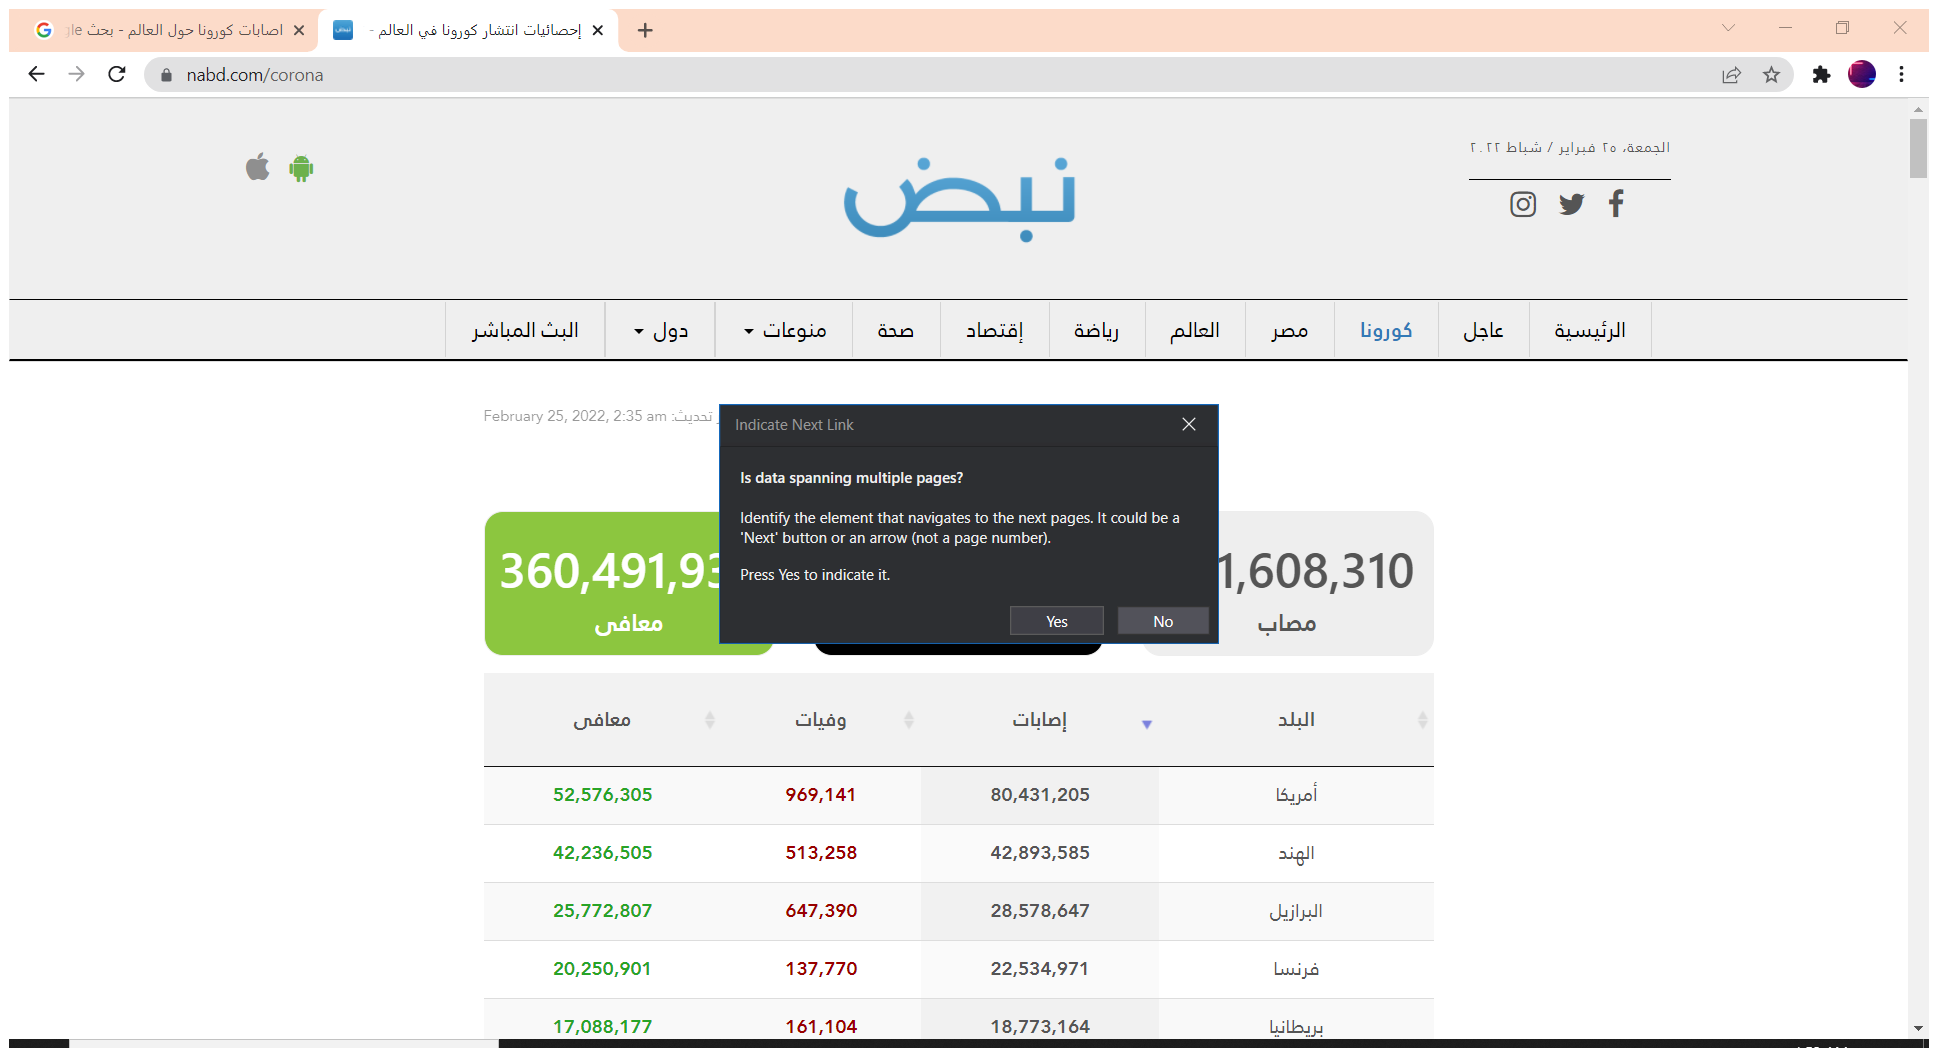 اصابات كورونا حول العالم - بحث
إحصائيات انتشار كورونا في العالم -
nabd.com/corona
الجمعة، ٢٥ فبراير / شباط ٢٠٢٢
نبض
الرئيسية
عاجل
كورونا
مصر
العالم
رياضة
إقتصاد
صحة
منوعات
دول
البث المباشر
تحديث: February 25, 2022, 2:35 am
Indicate Next Link
Is data spanning multiple pages?
Identify the element that navigates to the next pages. It could be a
'Next' button or an arrow (not a page number).
Press Yes to indicate it.
Yes No
1,608,310
مصاب
360,491,93
معافى
البلد إصابات وفيات معافى
أمريكا 80,431,205 969,141 52,576,305
الهند 42,893,585 513,258 42,236,505
البرازيل 28,578,647 647,390 25,772,807
فرنسا 22,534,971 137,770 20,250,901
بريطانيا 18,773,164 161,104 17,088,177